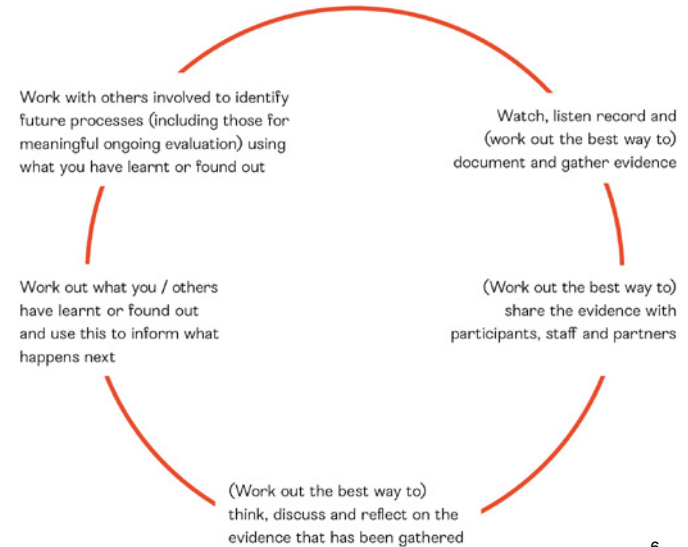 Work with others involved to identify
future processes (including those for
meaningful ongoing evaluation) using
what you have learnt or found out
Watch, listen record and
(work out the best way to)
document and gather evidence
(Work out the best way to)
share the evidence with
participants, staff and partners
(Work out the best way to)
think, discuss and reflect on the
evidence that has been gathered
Work out what you / others
have learnt or found out
and use this to inform what
happens next
6